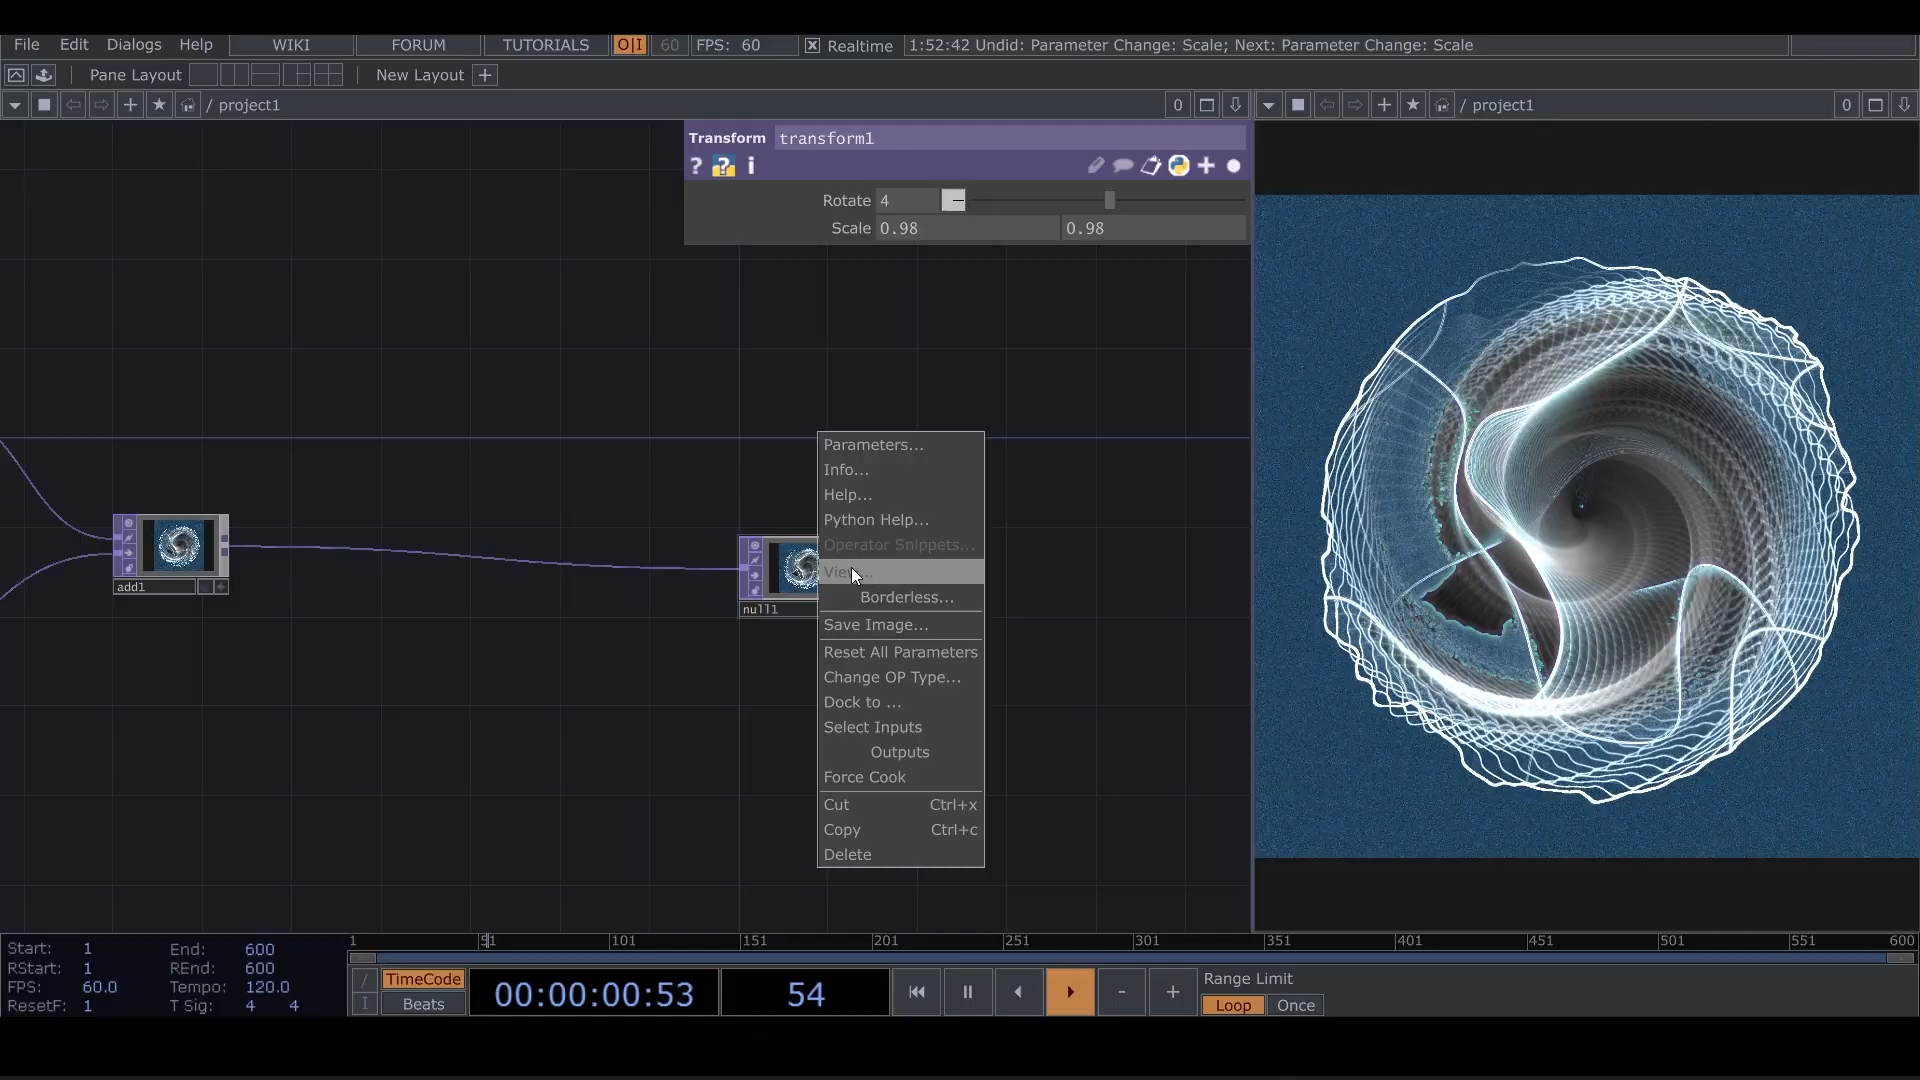 File Edit Dialogs Help WIKI FORUM TUTORIALS O|I 60 FPS: 60 Realtime 1:52:42 Undid: Parameter Change: Scale; Next: Parameter Change: Scale
Pane Layout New Layout +
/ project1 0
/ project1 0
Transform transform1
? ? i
Rotate 4
Scale 0.98 0.98
add1
null1
Parameters...
Info...
Help...
Python Help...
Operator Snippets...
View...
Borderless...
Save Image...
Reset All Parameters
Change OP Type...
Dock to ...
Select Inputs
Outputs
Force Cook
Cut Ctrl+x
Copy Ctrl+c
Delete
1 51 101 151 201 251 301 351 401 451 501 551 600
Start: 1 End: 600
RStart: 1 REnd: 600
FPS: 60.0 Tempo: 120.0
ResetF: 1 T Sig: 4 4
/ TimeCode
I Beats
00:00:00:53 54
- +
Range Limit
Loop Once